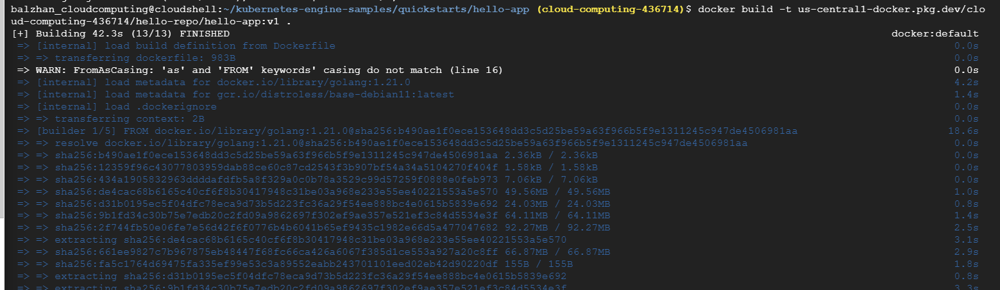 balzhan_cloudcomputing@cloudshell:~/kubernetes-engine-samples/quickstarts/hello-app (cloud-computing-436714)$ docker build -t us-central1-docker.pkg.dev/clo
ud-computing-436714/hello-repo/hello-app:v1 .
[+] Building 42.3s (13/13) FINISHED docker:default
=> [internal] load build definition from Dockerfile 0.0s
=> => transferring dockerfile: 983B 0.0s
=> WARN: FromAsCasing: 'as' and 'FROM' keywords' casing do not match (line 16) 0.0s
=> [internal] load metadata for docker.io/library/golang:1.21.0 4.2s
=> [internal] load metadata for gcr.io/distroless/base-debian11:latest 1.4s
=> [internal] load .dockerignore 0.0s
=> => transferring context: 2B 0.0s
=> [builder 1/5] FROM docker.io/library/golang:1.21.0@sha256:b490ae1f0ece153648dd3c5d25be59a63f966b5f9e1311245c947de4506981aa 18.6s
=> => resolve docker.io/library/golang:1.21.0@sha256:b490ae1f0ece153648dd3c5d25be59a63f966b5f9e1311245c947de4506981aa 0.0s
=> => sha256:b490ae1f0ece153648dd3c5d25be59a63f966b5f9e1311245c947de4506981aa 2.36kB / 2.36kB 0.0s
=> => sha256:12359f96c43077803959dab88ce60c87cd2543f3b907bf54a34a5104270f404f 1.58kB / 1.58kB 0.0s
=> => sha256:434a1905832963ddddafdfb5a8f329a0c0b78a3529c99d57259f0888e0feb973 7.06kB / 7.06kB 0.0s
=> => sha256:de4cac68b6165c40cf6f8b30417948c31be03a968e233e55ee40221553a5e570 49.56MB / 49.56MB 1.0s
=> => sha256:d31b0195ec5f04dfc78eca9d73b5d223fc36a29f54ee888bc4e0615b5839e692 24.03MB / 24.03MB 0.8s
=> => sha256:9b1fd34c30b75e7edb20c2fd09a9862697f302ef9ae357e521ef3c84d5534e3f 64.11MB / 64.11MB 1.4s
=> => sha256:2f744fb50e06fe7e56d42f6f0776b4b6041b65ef9435c1982e66d5a477047682 92.27MB / 92.27MB 2.5s
=> => extracting sha256:de4cac68b6165c40cf6f8b30417948c31be03a968e233e55ee40221553a5e570 3.1s
=> => sha256:661ee9827c7b967875eb48447f68fc66ca426a6067f385d1ce553a927a20c8ff 66.87MB / 66.87MB 2.9s
=> => sha256:fa5c1764d69475fa335ef99e53c3a89552eabb243701101eed02eb42d90220df 155B / 155B 1.8s
=> => extracting sha256:d31b0195ec5f04dfc78eca9d73b5d223fc36a29f54ee888bc4e0615b5839e692 0.8s
=> => extracting sha256:9b1fd34c30b75e7edb20c2fd09a9862697f302ef9ae357e521ef3c84d5534e3f 3.3s